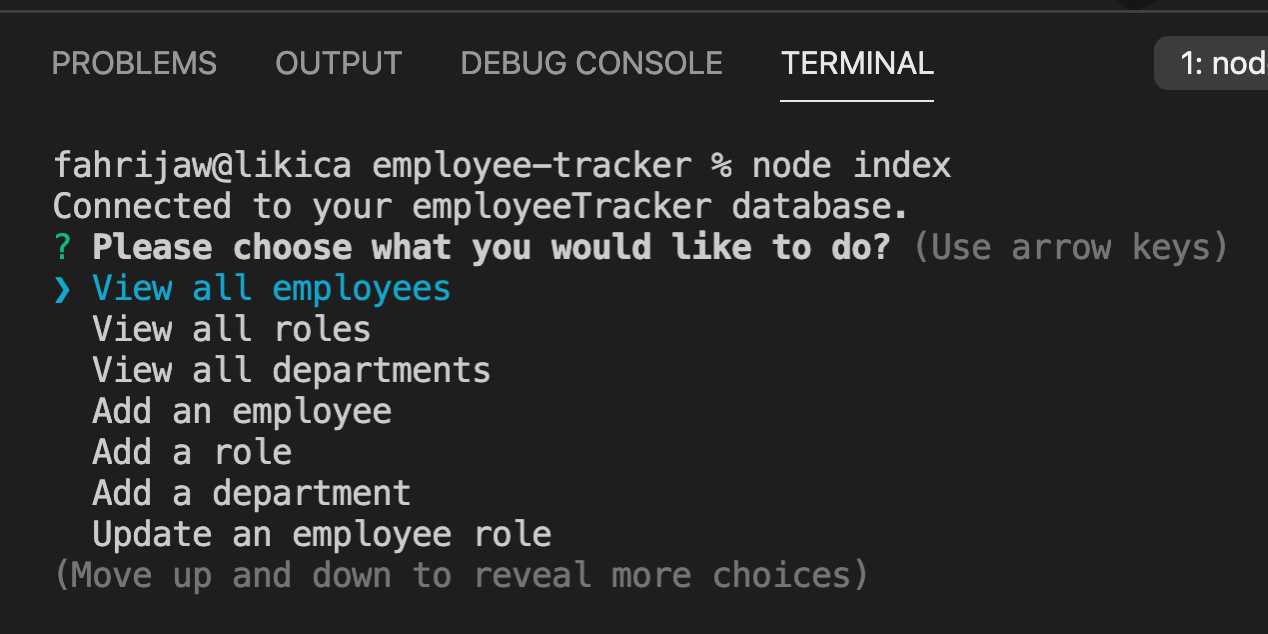 PROBLEMS OUTPUT DEBUG CONSOLE TERMINAL 1: nod
fahrijaw@likica employee-tracker % node index
Connected to your employeeTracker database.
? Please choose what you would like to do? (Use arrow keys)
❯ View all employees
View all roles
View all departments
Add an employee
Add a role
Add a department
Update an employee role
(Move up and down to reveal more choices)